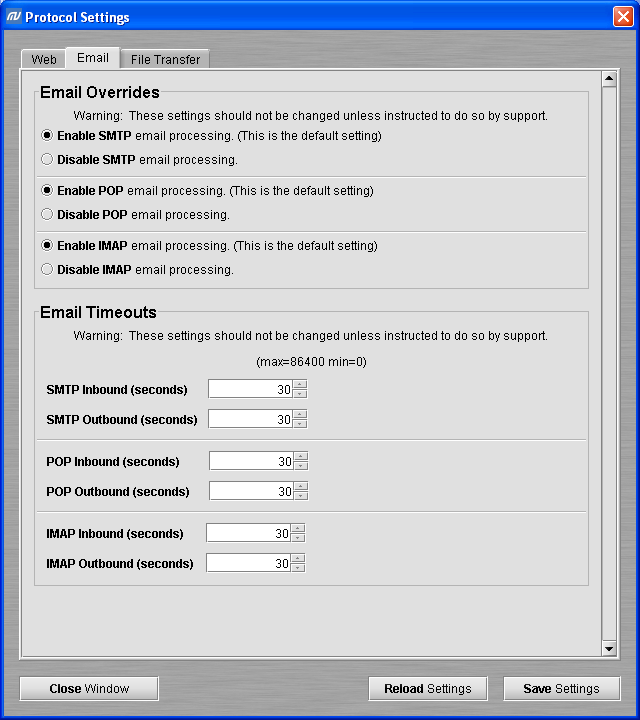 Protocol Settings
Web
Email
File Transfer
Email Overrides
Warning: These settings should not be changed unless instructed to do so by support.
Enable SMTP email processing. (This is the default setting)
Disable SMTP email processing.
Enable POP email processing. (This is the default setting)
Disable POP email processing.
Enable IMAP email processing. (This is the default setting)
Disable IMAP email processing.
Email Timeouts
Warning: These settings should not be changed unless instructed to do so by support.
(max=86400 min=0)
SMTP Inbound (seconds) 30
SMTP Outbound (seconds) 30
POP Inbound (seconds) 30
POP Outbound (seconds) 30
IMAP Inbound (seconds) 30
IMAP Outbound (seconds) 30
Close Window
Reload Settings
Save Settings